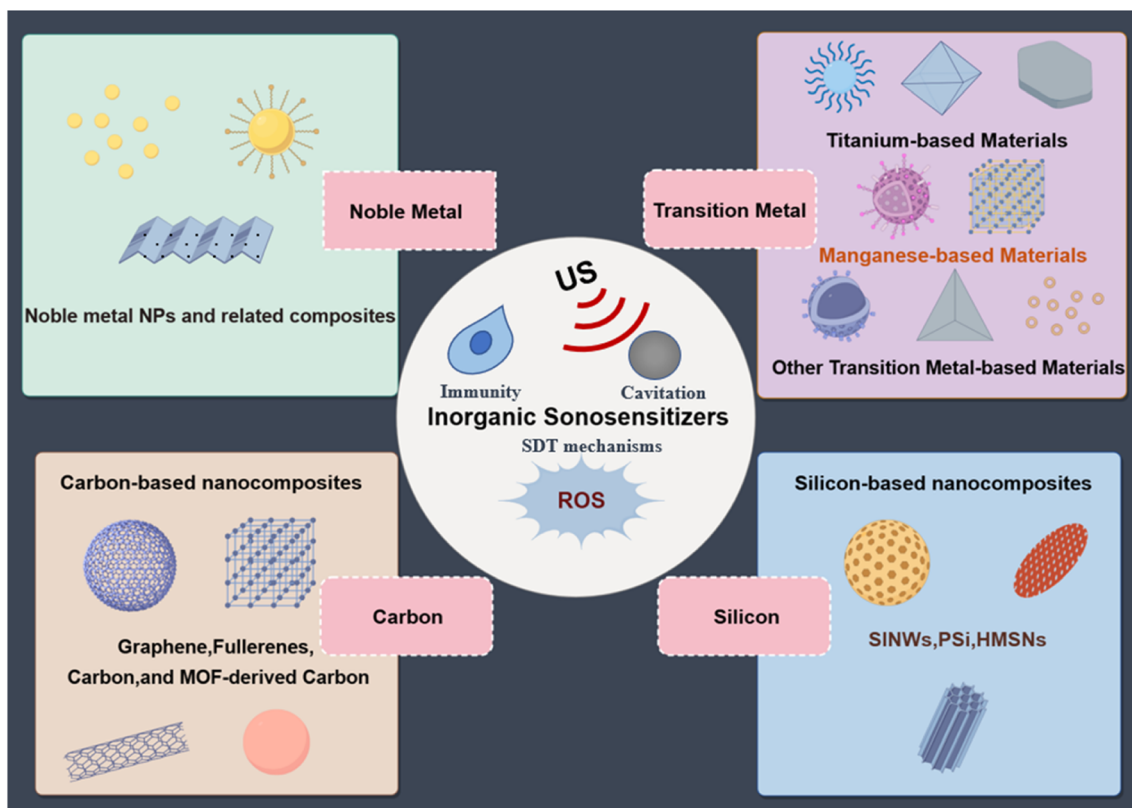 Noble Metal
Noble metal NPs and related composites
Transition Metal
Titanium-based Materials
Manganese-based Materials
Other Transition Metal-based Materials
US
Immunity
Cavitation
Inorganic Sonosensitizers
SDT mechanisms
ROS
Carbon-based nanocomposites
Carbon
Graphene,Fullerenes,
Carbon,and MOF-derived Carbon
Silicon-based nanocomposites
Silicon
SINWs,PSi,HMSNs